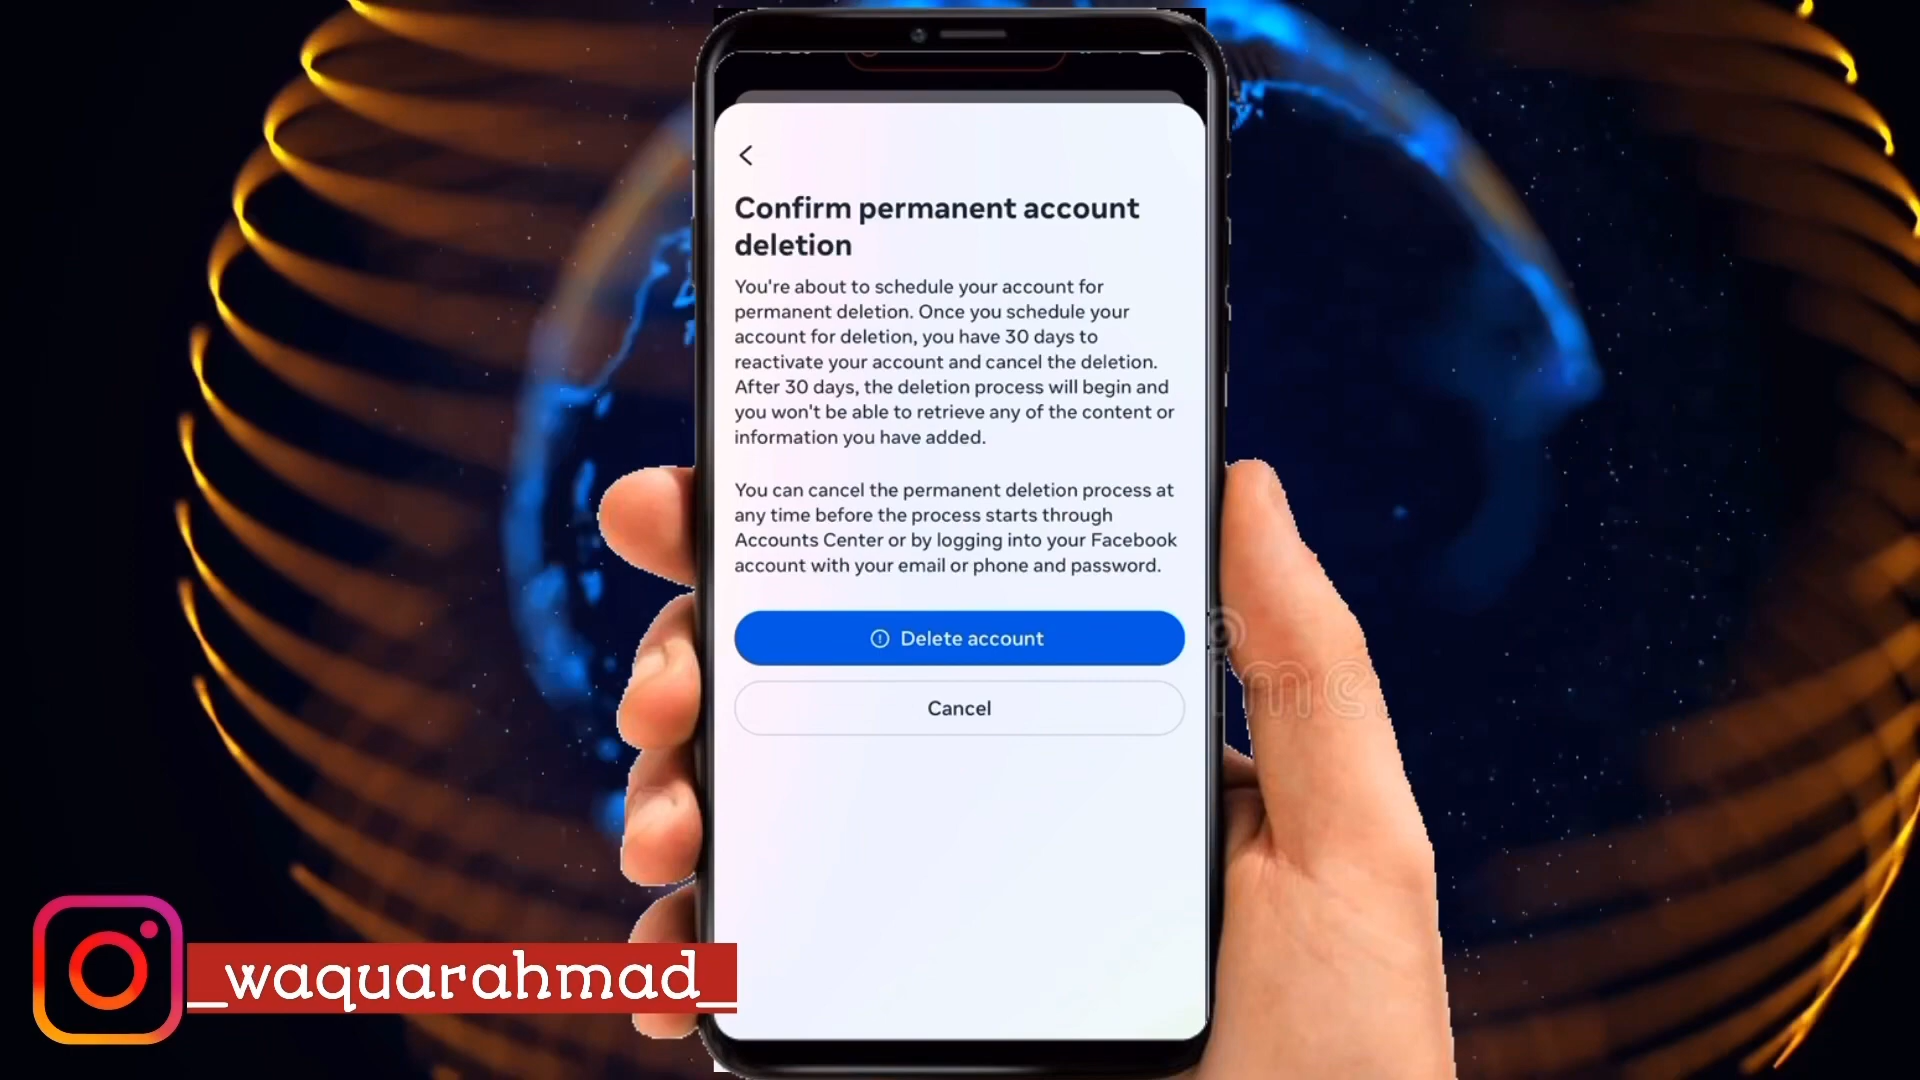 Confirm permanent account
deletion
You're about to schedule your account for
permanent deletion. Once you schedule your
account for deletion, you have 30 days to
reactivate your account and cancel the deletion.
After 30 days, the deletion process will begin and
you won't be able to retrieve any of the content or
information you have added.
You can cancel the permanent deletion process at
any time before the process starts through
Accounts Center or by logging into your Facebook
account with your email or phone and password.
Delete account
Cancel
_waquarahmad_